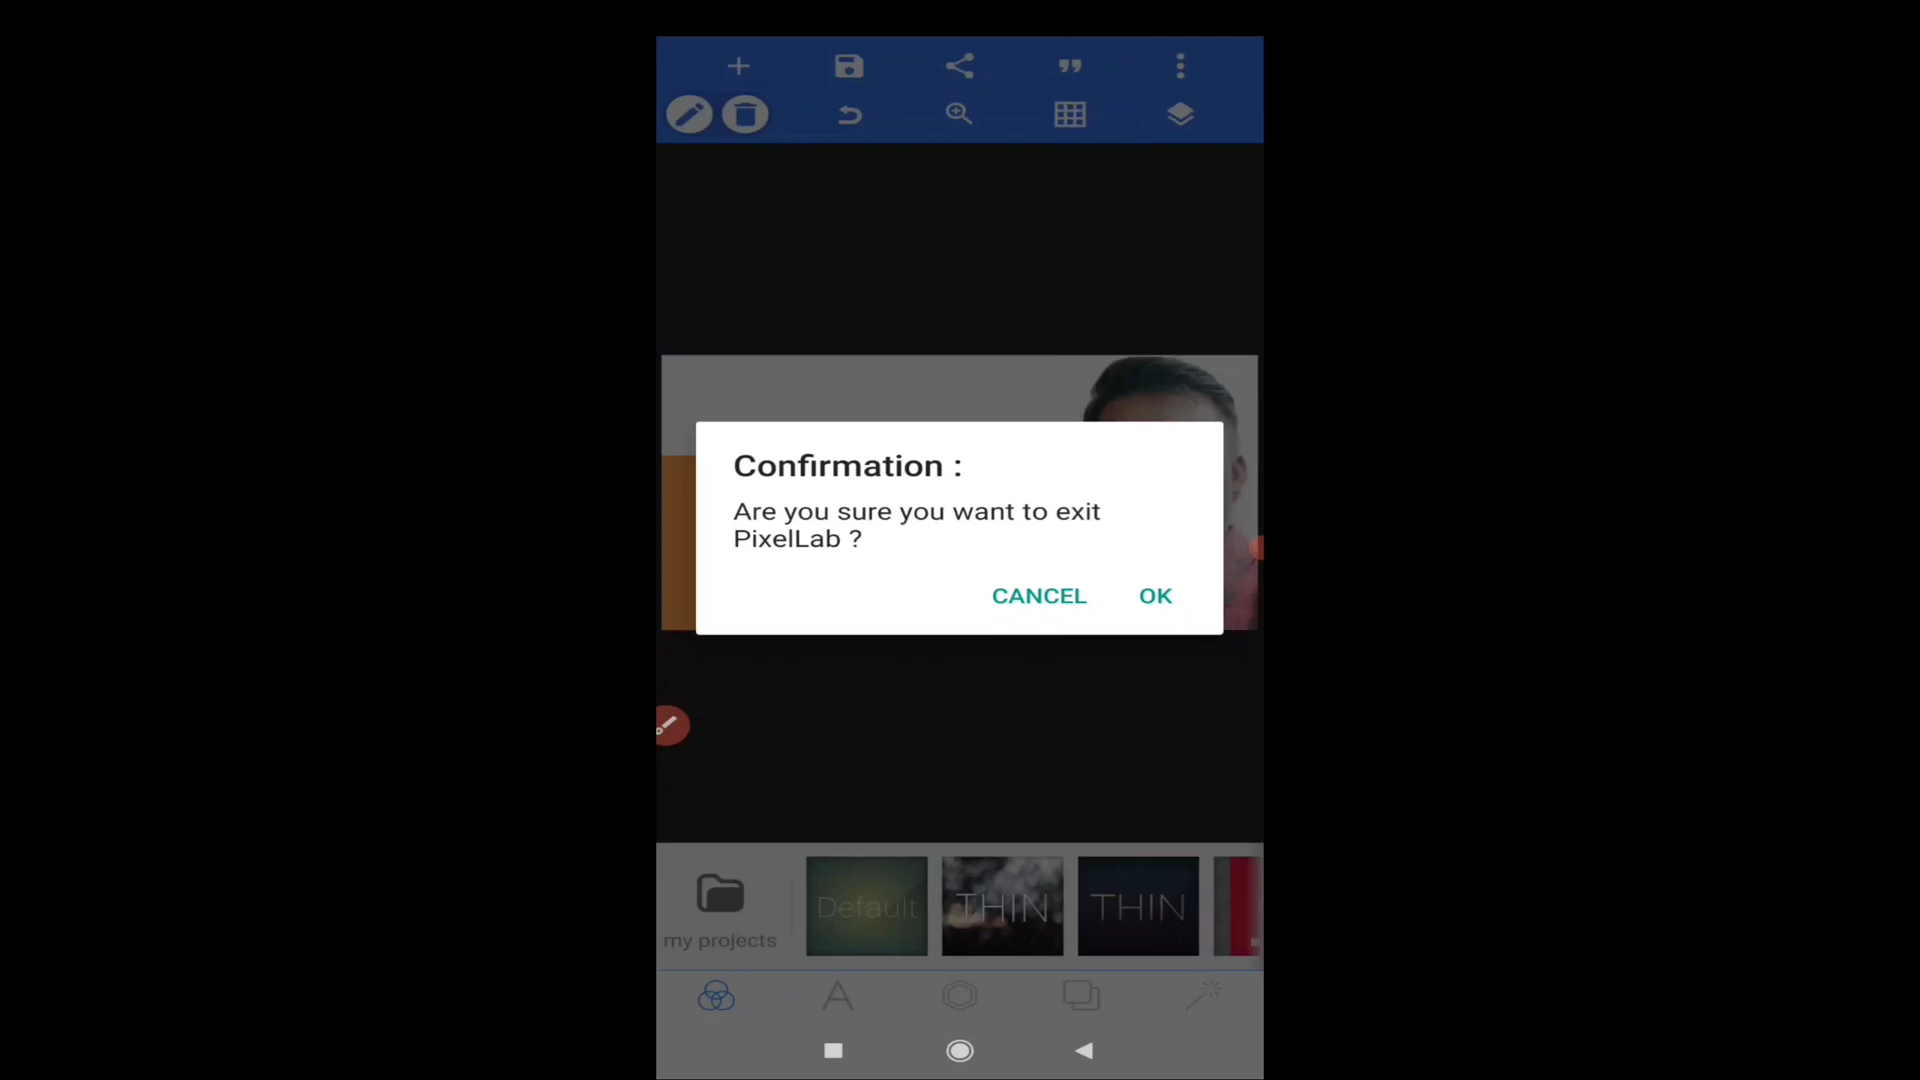 Confirmation :
Are you sure you want to exit
PixelLab ?
CANCEL
OK
my projects
Default
THIN
THIN